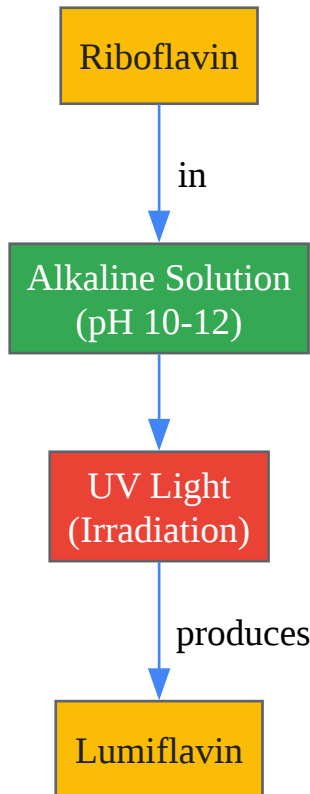 Riboflavin
in
Alkaline Solution
(pH 10-12)
UV Light
(Irradiation)
produces
Lumiflavin